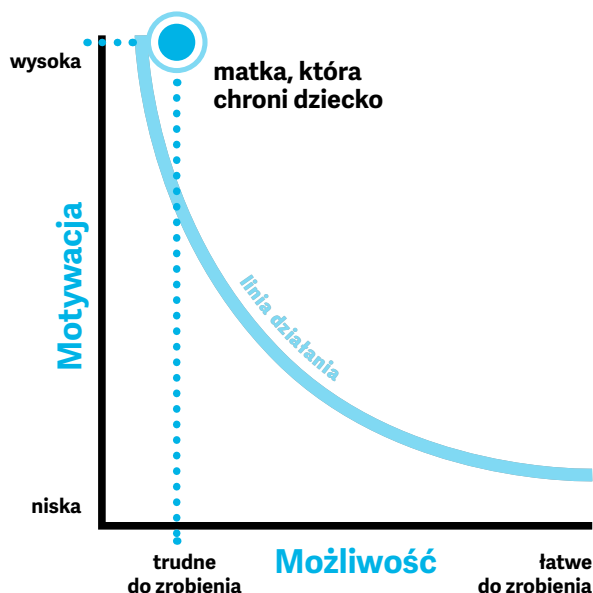 wysoka
matka, która
chroni dziecko
Motywacja
linia działania
niska
trudne
do zrobienia
Możliwość
łatwe
do zrobienia